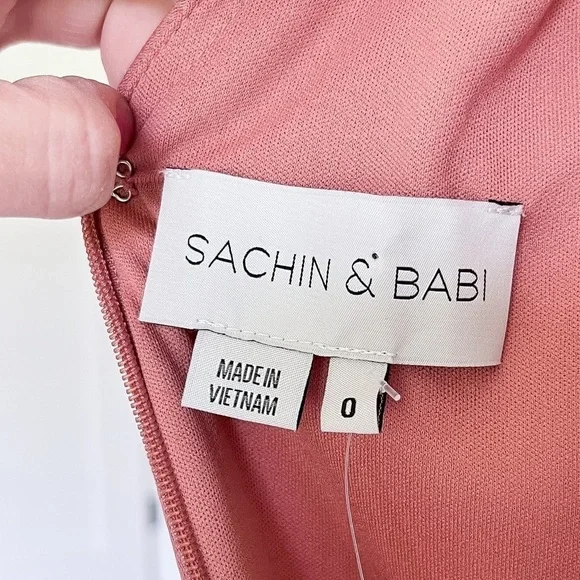 SACHIN & BABI
MADE IN
VIETNAM
0